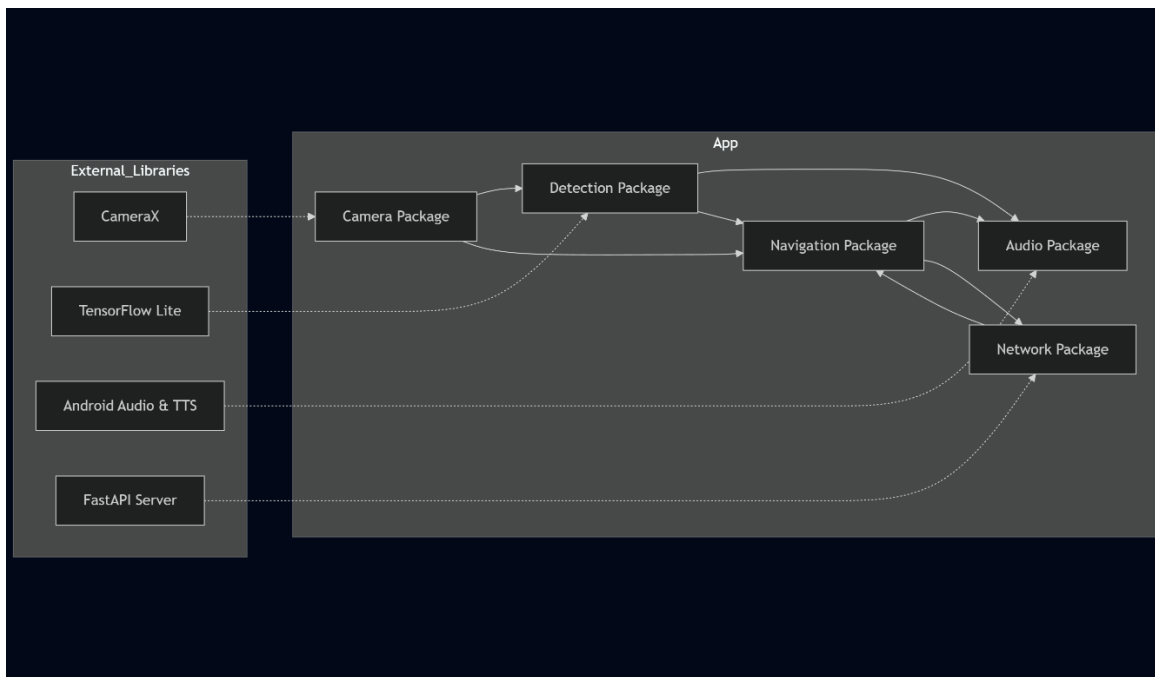 External_Libraries
CameraX
TensorFlow Lite
Android Audio & TTS
FastAPI Server
App
Camera Package
Detection Package
Navigation Package
Audio Package
Network Package